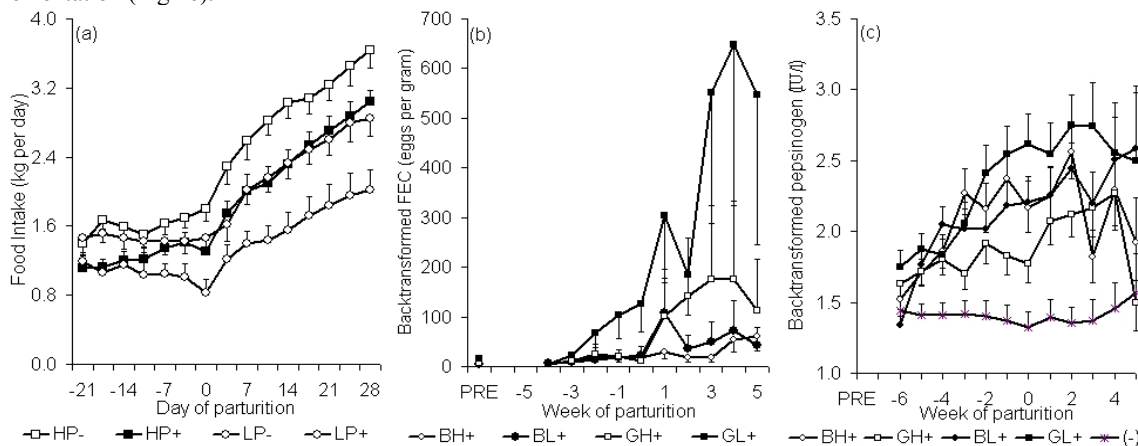 (a)
Food Intake (kg per day)
4.0
3.2
2.4
1.6
0.8
0.0
-21 -14 -7 0 7 14 21 28
Day of parturition
HP- HP+ LP- LP+
(b)
Backtransformed FEC (eggs per gram)
700
600
500
400
300
200
100
0
PRE -5 -3 -1 1 3 5
Week of parturition
BH+ BL+ GH+ GL+
(c)
Backtransformed pepsinogen (IU/l)
3.5
3.0
2.5
2.0
1.5
1.0
PRE -6 -4 -2 0 2 4
Week of parturition
BH+ GH+ BL+ GL+ (-)